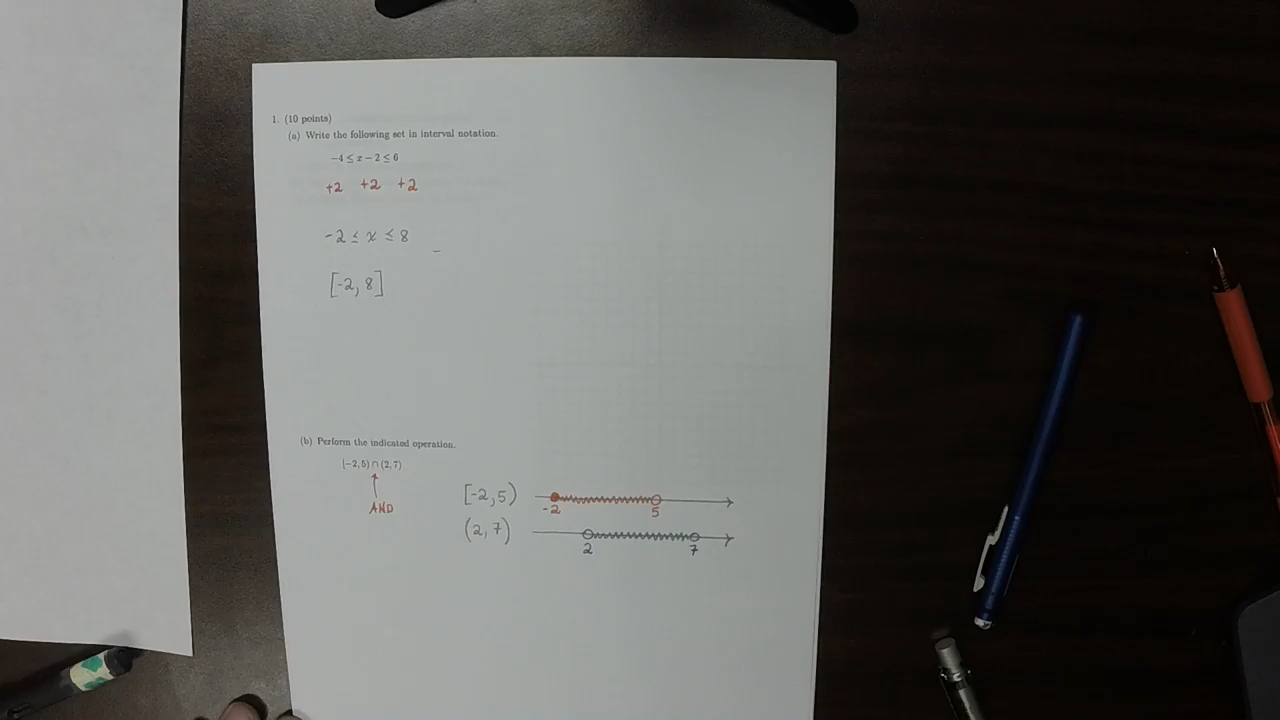 1. (10 points)
(a) Write the following set in interval notation.
−4 ≤ x − 2 ≤ 6
+2 +2 +2
-2 ≤ x ≤ 8
[-2, 8]
(b) Perform the indicated operation.
[−2, 5) ∩ (2, 7)
AND
[-2, 5)
-2 5
(2, 7)
2 7